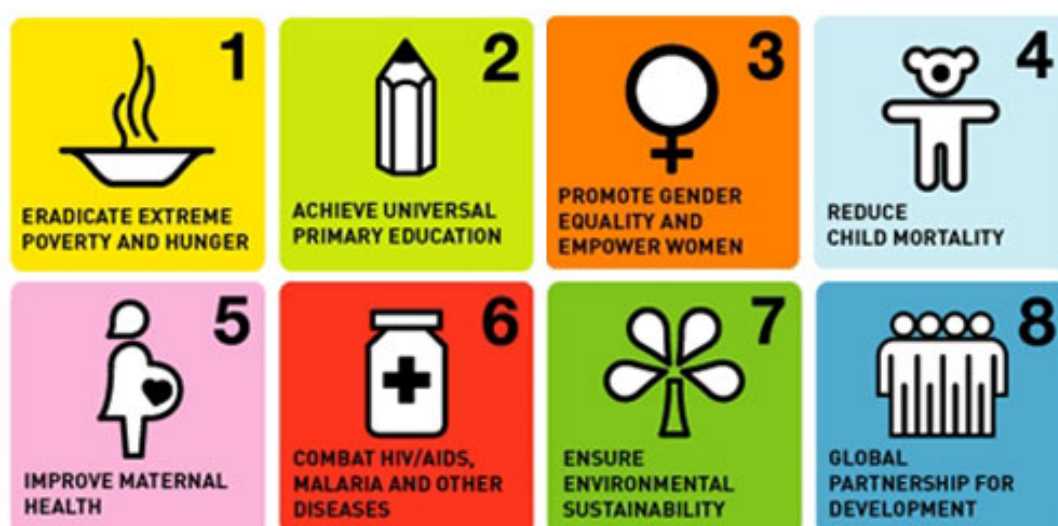 1
ERADICATE EXTREME
POVERTY AND HUNGER
2
ACHIEVE UNIVERSAL
PRIMARY EDUCATION
3
PROMOTE GENDER
EQUALITY AND
EMPOWER WOMEN
4
REDUCE
CHILD MORTALITY
5
IMPROVE MATERNAL
HEALTH
6
COMBAT HIV/AIDS,
MALARIA AND OTHER
DISEASES
7
ENSURE
ENVIRONMENTAL
SUSTAINABILITY
8
GLOBAL
PARTNERSHIP FOR
DEVELOPMENT